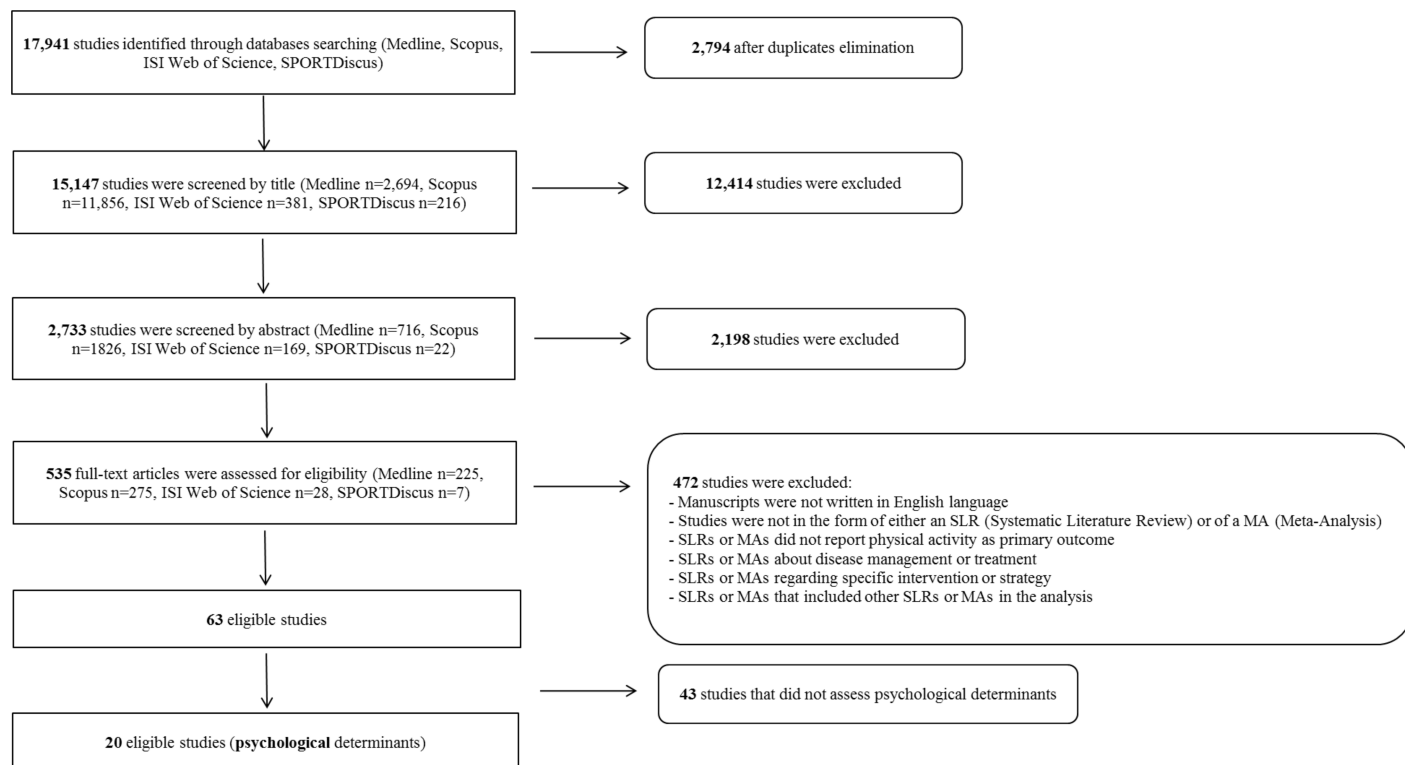 17,941 studies identified through databases searching (Medline, Scopus,
ISI Web of Science, SPORTDiscus)
2,794 after duplicates elimination
15,147 studies were screened by title (Medline n=2,694, Scopus
n=11,856, ISI Web of Science n=381, SPORTDiscus n=216)
12,414 studies were excluded
2,733 studies were screened by abstract (Medline n=716, Scopus
n=1826, ISI Web of Science n=169, SPORTDiscus n=22)
2,198 studies were excluded
535 full-text articles were assessed for eligibility (Medline n=225,
Scopus n=275, ISI Web of Science n=28, SPORTDiscus n=7)
472 studies were excluded:
- Manuscripts were not written in English language
- Studies were not in the form of either an SLR (Systematic Literature Review) or of a MA (Meta-Analysis)
- SLRs or MAs did not report physical activity as primary outcome
- SLRs or MAs about disease management or treatment
- SLRs or MAs regarding specific intervention or strategy
- SLRs or MAs that included other SLRs or MAs in the analysis
63 eligible studies
43 studies that did not assess psychological determinants
20 eligible studies (psychological determinants)